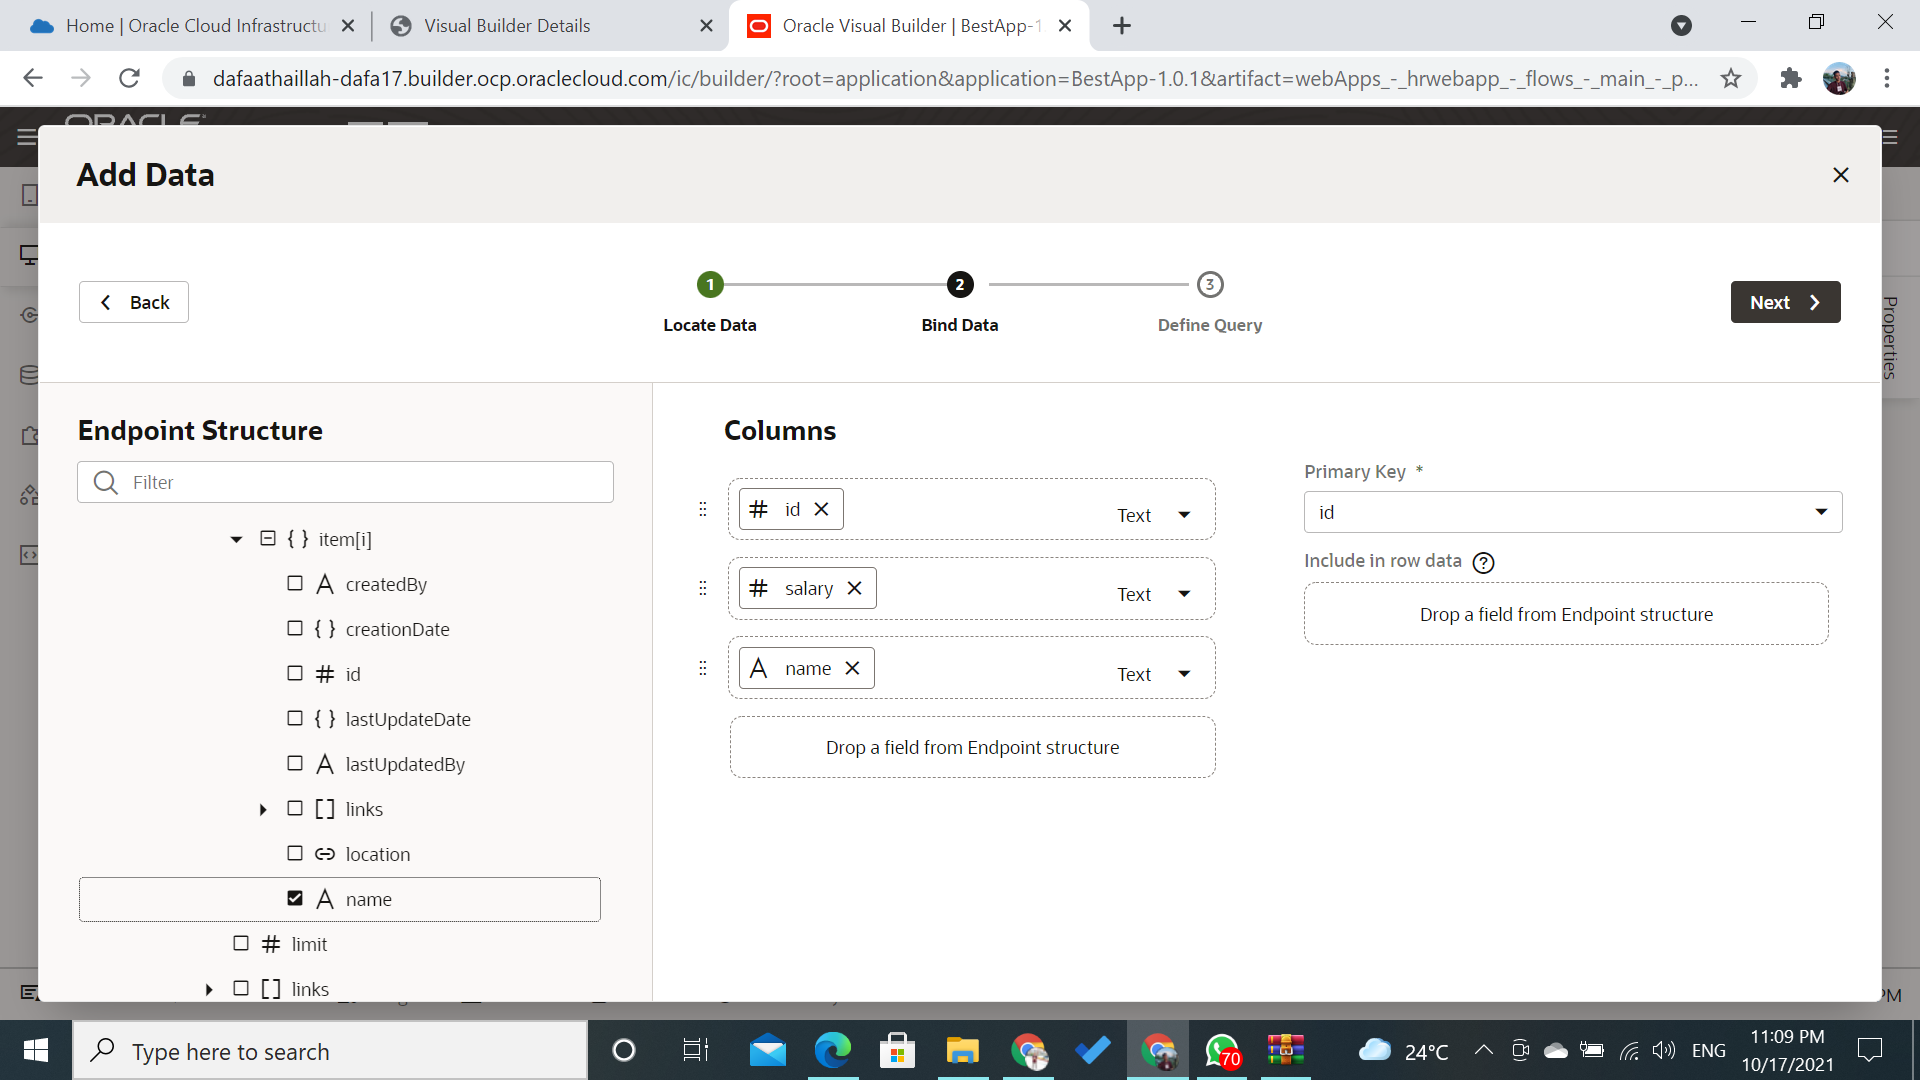 Home | Oracle Cloud Infrastructu
Visual Builder Details
Oracle Visual Builder | BestApp-1
dafaathaillah-dafa17.builder.ocp.oraclecloud.com/ic/builder/?root=application&application=BestApp-1.0.1&artifact=webApps_-_hrwebapp_-_flows_-_main_-_p...
ORACLE
Add Data
Back
1
2
3
Locate Data
Bind Data
Define Query
Next
Properties
Endpoint Structure
Filter
{ } item[i]
A createdBy
{ } creationDate
# id
{ } lastUpdateDate
A lastUpdatedBy
[ ] links
location
A name
# limit
[ ] links
Columns
# id
Text
# salary
Text
A name
Text
Drop a field from Endpoint structure
Primary Key *
id
Include in row data ?
Drop a field from Endpoint structure
PM
Type here to search
70
24°C
ENG
11:09 PM
10/17/2021